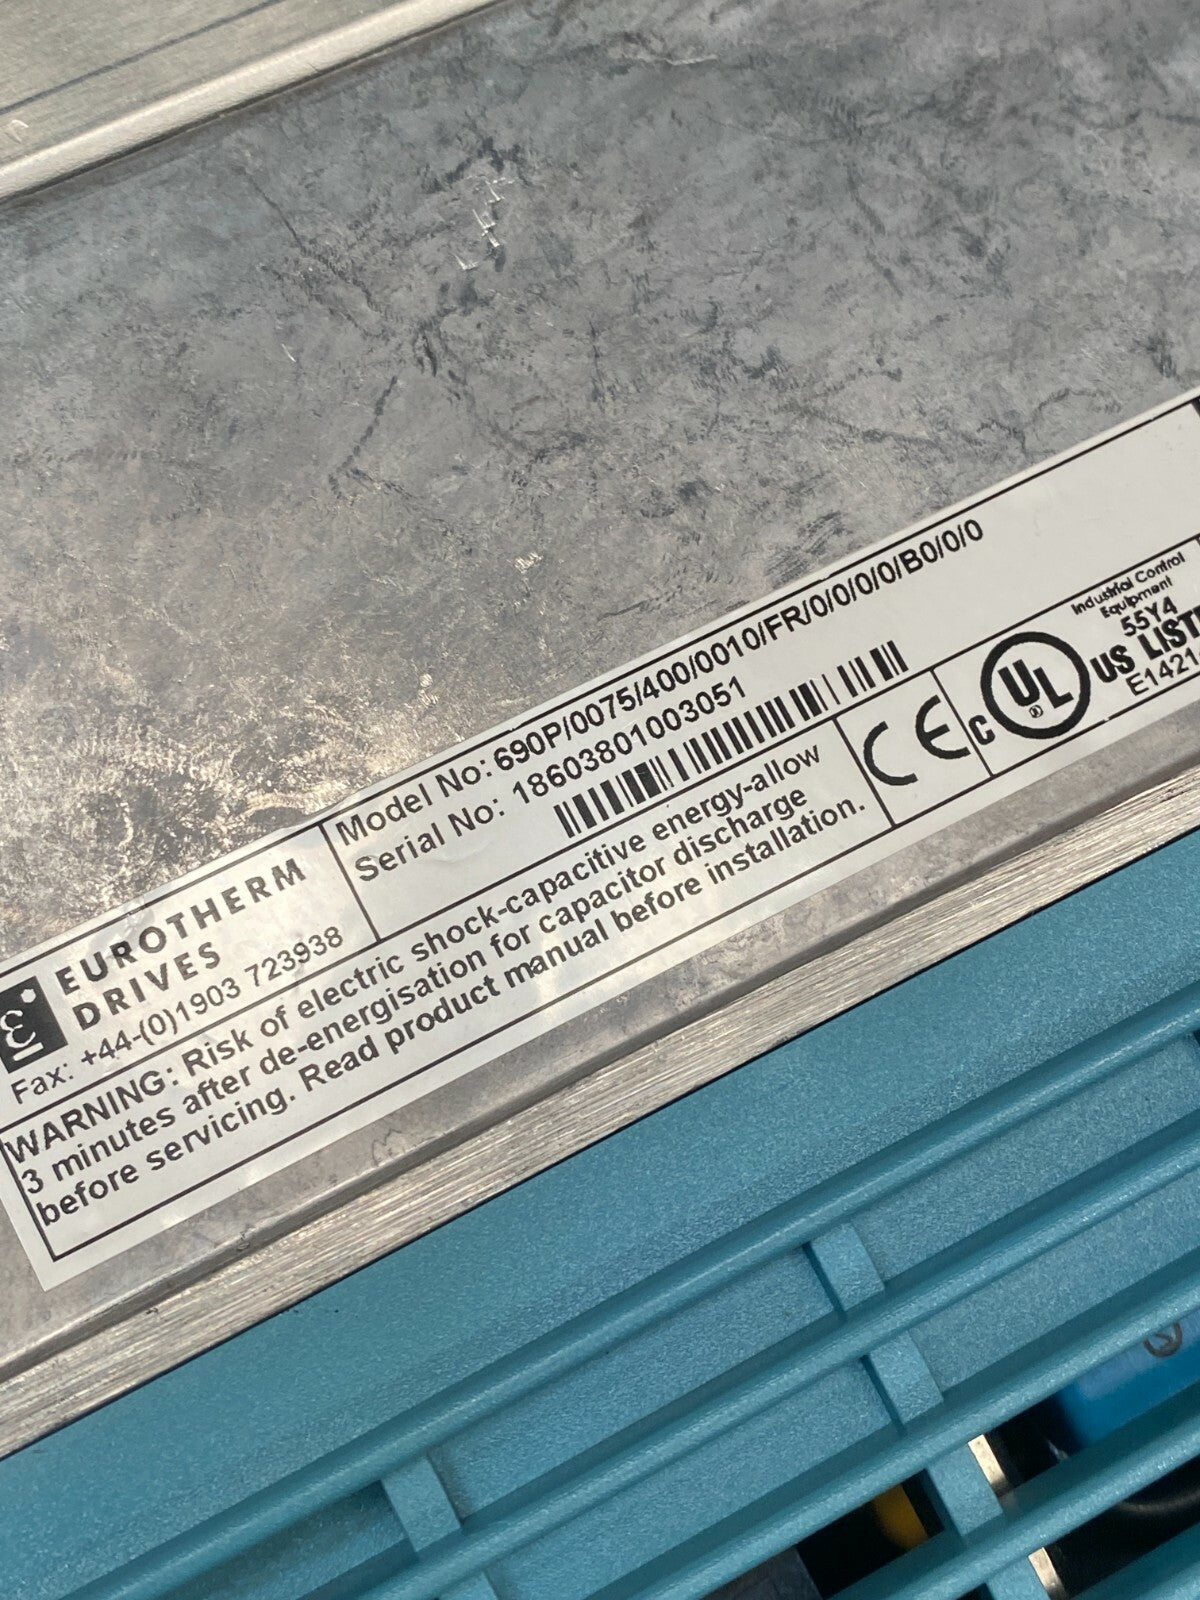 Model No: 690P/0075/400/0010/FR/0/0/0/0/B0/0/0
Serial No: 18603801003051
EUROTHERM
DRIVES
Fax: +44-(0)1903 723938
WARNING: Risk of electric shock-capacitive energy-allow
3 minutes after de-energisation for capacitor discharge
before servicing. Read product manual before installation.
CE
C UL US
®
Industrial Control
Equipment
55Y4